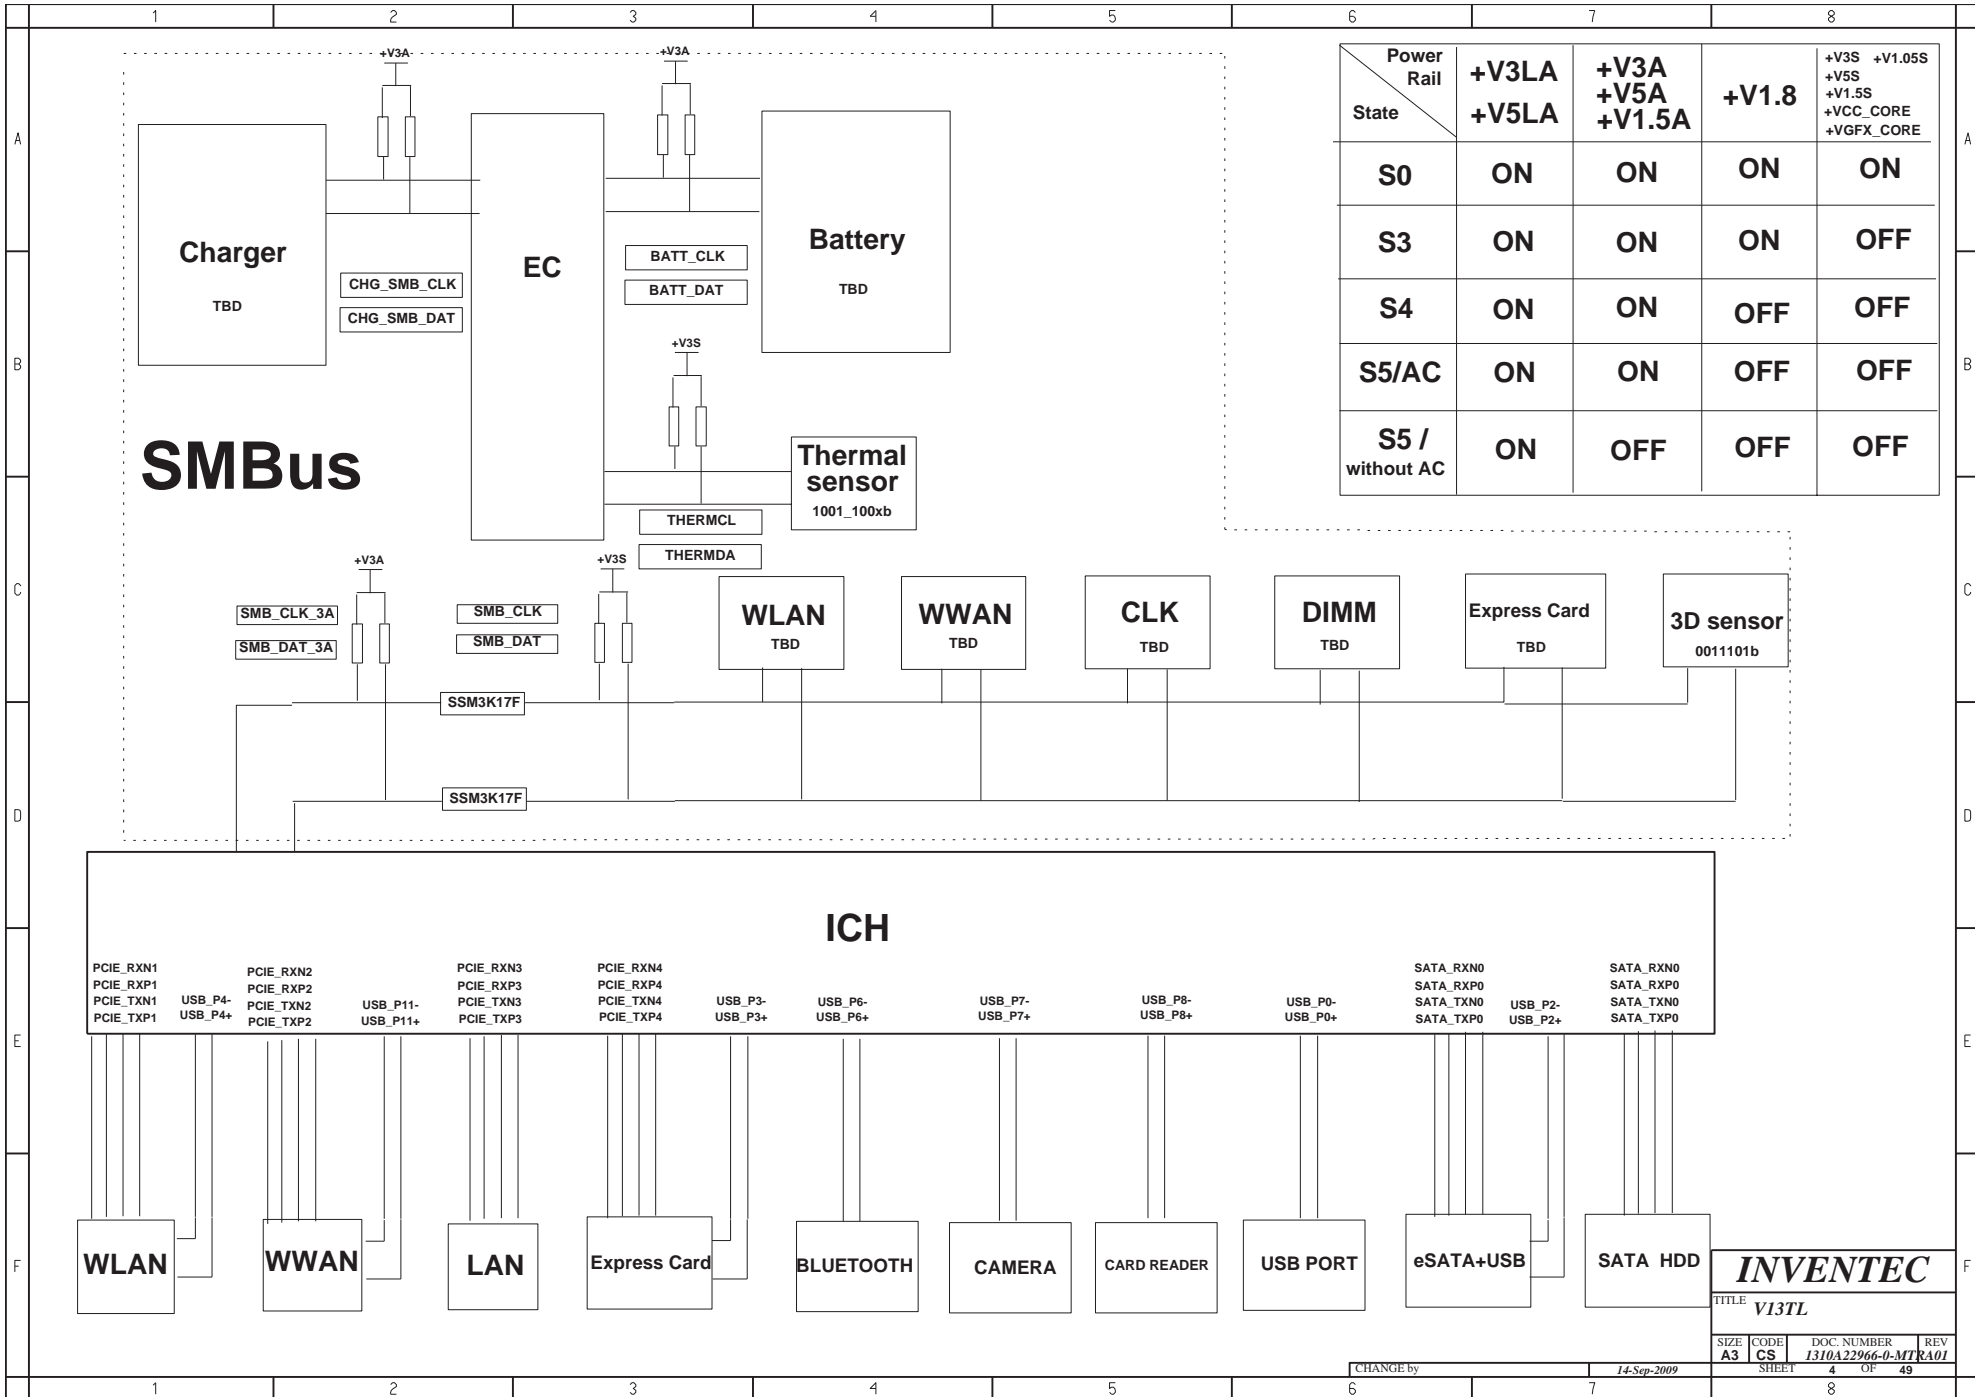 1 2 3 4 5 6 7 8
A A
B B
C C
D D
E E
F F
+V3A
+V3A
Charger
TBD
CHG_SMB_CLK
CHG_SMB_DAT
EC
BATT_CLK
BATT_DAT
Battery
TBD
+V3S
SMBus
Thermal
sensor
1001_100xb
THERMCL
THERMDA
Power
Rail
State
+V3LA
+V5LA
+V3A
+V5A
+V1.5A
+V1.8
+V3S +V1.05S
+V5S
+V1.5S
+VCC_CORE
+VGFX_CORE
S0 ON ON ON ON
S3 ON ON ON OFF
S4 ON ON OFF OFF
S5/AC ON ON OFF OFF
S5 /
without AC
ON OFF OFF OFF
+V3A
SMB_CLK_3A
SMB_DAT_3A
+V3S
SMB_CLK
SMB_DAT
WLAN
TBD
WWAN
TBD
CLK
TBD
DIMM
TBD
Express Card
TBD
3D sensor
0011101b
SSM3K17F
SSM3K17F
ICH
PCIE_RXN1
PCIE_RXP1
PCIE_TXN1
PCIE_TXP1
USB_P4-
USB_P4+
PCIE_RXN2
PCIE_RXP2
PCIE_TXN2
PCIE_TXP2
USB_P11-
USB_P11+
PCIE_RXN3
PCIE_RXP3
PCIE_TXN3
PCIE_TXP3
PCIE_RXN4
PCIE_RXP4
PCIE_TXN4
PCIE_TXP4
USB_P3-
USB_P3+
USB_P6-
USB_P6+
USB_P7-
USB_P7+
USB_P8-
USB_P8+
USB_P0-
USB_P0+
SATA_RXN0
SATA_RXP0
SATA_TXN0
SATA_TXP0
USB_P2-
USB_P2+
SATA_RXN0
SATA_RXP0
SATA_TXN0
SATA_TXP0
WLAN
WWAN
LAN
Express Card
BLUETOOTH
CAMERA
CARD READER
USB PORT
eSATA+USB
SATA HDD
INVENTEC
TITLE V13TL
SIZE CODE DOC. NUMBER REV
A3 CS 1310A22966-0-MTR A01
CHANGE by 14-Sep-2009 SHEET 4 OF 49
1 2 3 4 5 6 7 8